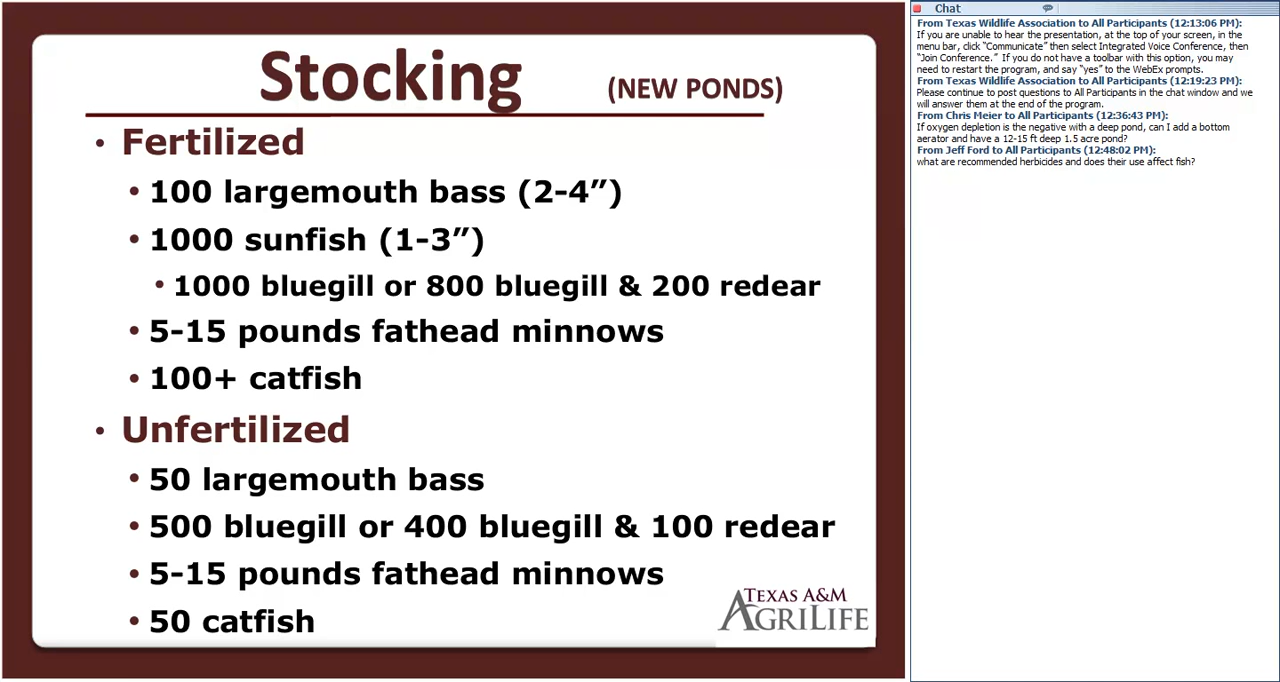 Stocking (NEW PONDS)
• Fertilized
• 100 largemouth bass (2-4”)
• 1000 sunfish (1-3”)
• 1000 bluegill or 800 bluegill & 200 redear
• 5-15 pounds fathead minnows
• 100+ catfish
• Unfertilized
• 50 largemouth bass
• 500 bluegill or 400 bluegill & 100 redear
• 5-15 pounds fathead minnows
• 50 catfish
TEXAS A&M
AGRILIFE
Chat
From Texas Wildlife Association to All Participants (12:13:06 PM):
If you are unable to hear the presentation, at the top of your screen, in the
menu bar, click “Communicate” then select Integrated Voice Conference, then
“Join Conference.” If you do not have a toolbar with this option, you may
need to restart the program, and say “yes” to the WebEx prompts.
From Texas Wildlife Association to All Participants (12:19:23 PM):
Please continue to post questions to All Participants in the chat window and we
will answer them at the end of the program.
From Chris Meier to All Participants (12:36:43 PM):
If oxygen depletion is the negative with a deep pond, can I add a bottom
aerator and have a 12-15 ft deep 1.5 acre pond?
From Jeff Ford to All Participants (12:48:02 PM):
what are recommended herbicides and does their use affect fish?